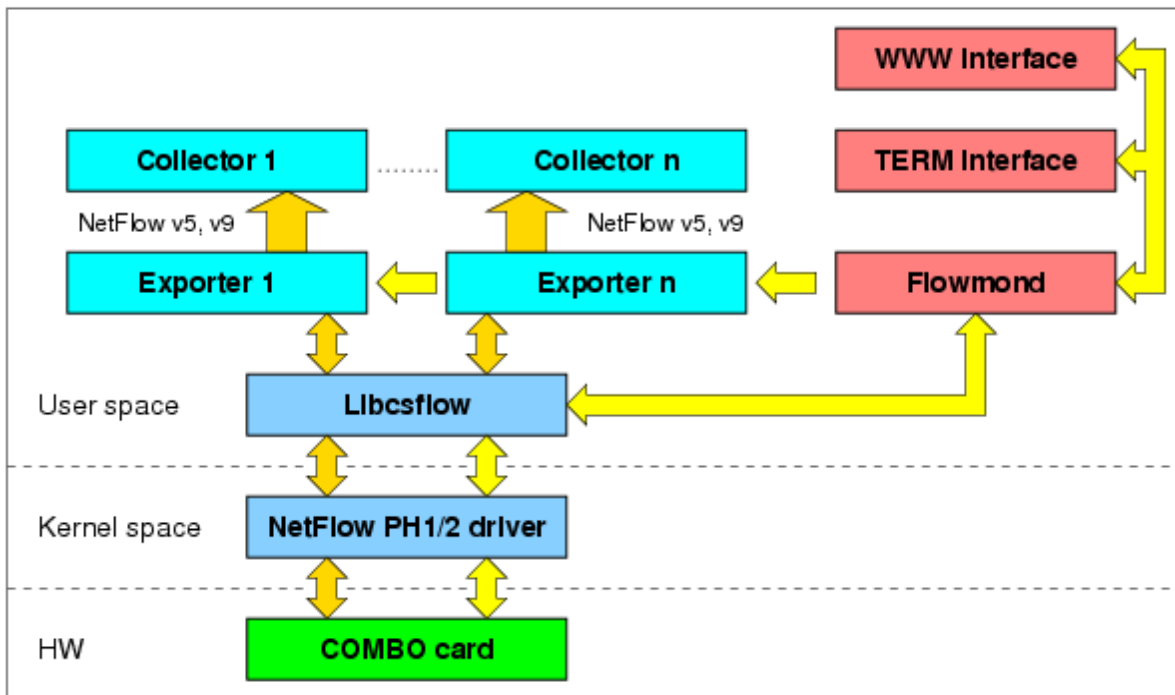 WWW Interface
Collector 1 ........ Collector n TERM Interface
NetFlow v5, v9 NetFlow v5, v9
Exporter 1 Exporter n Flowmond
User space Libcsflow
Kernel space NetFlow PH1/2 driver
HW COMBO card